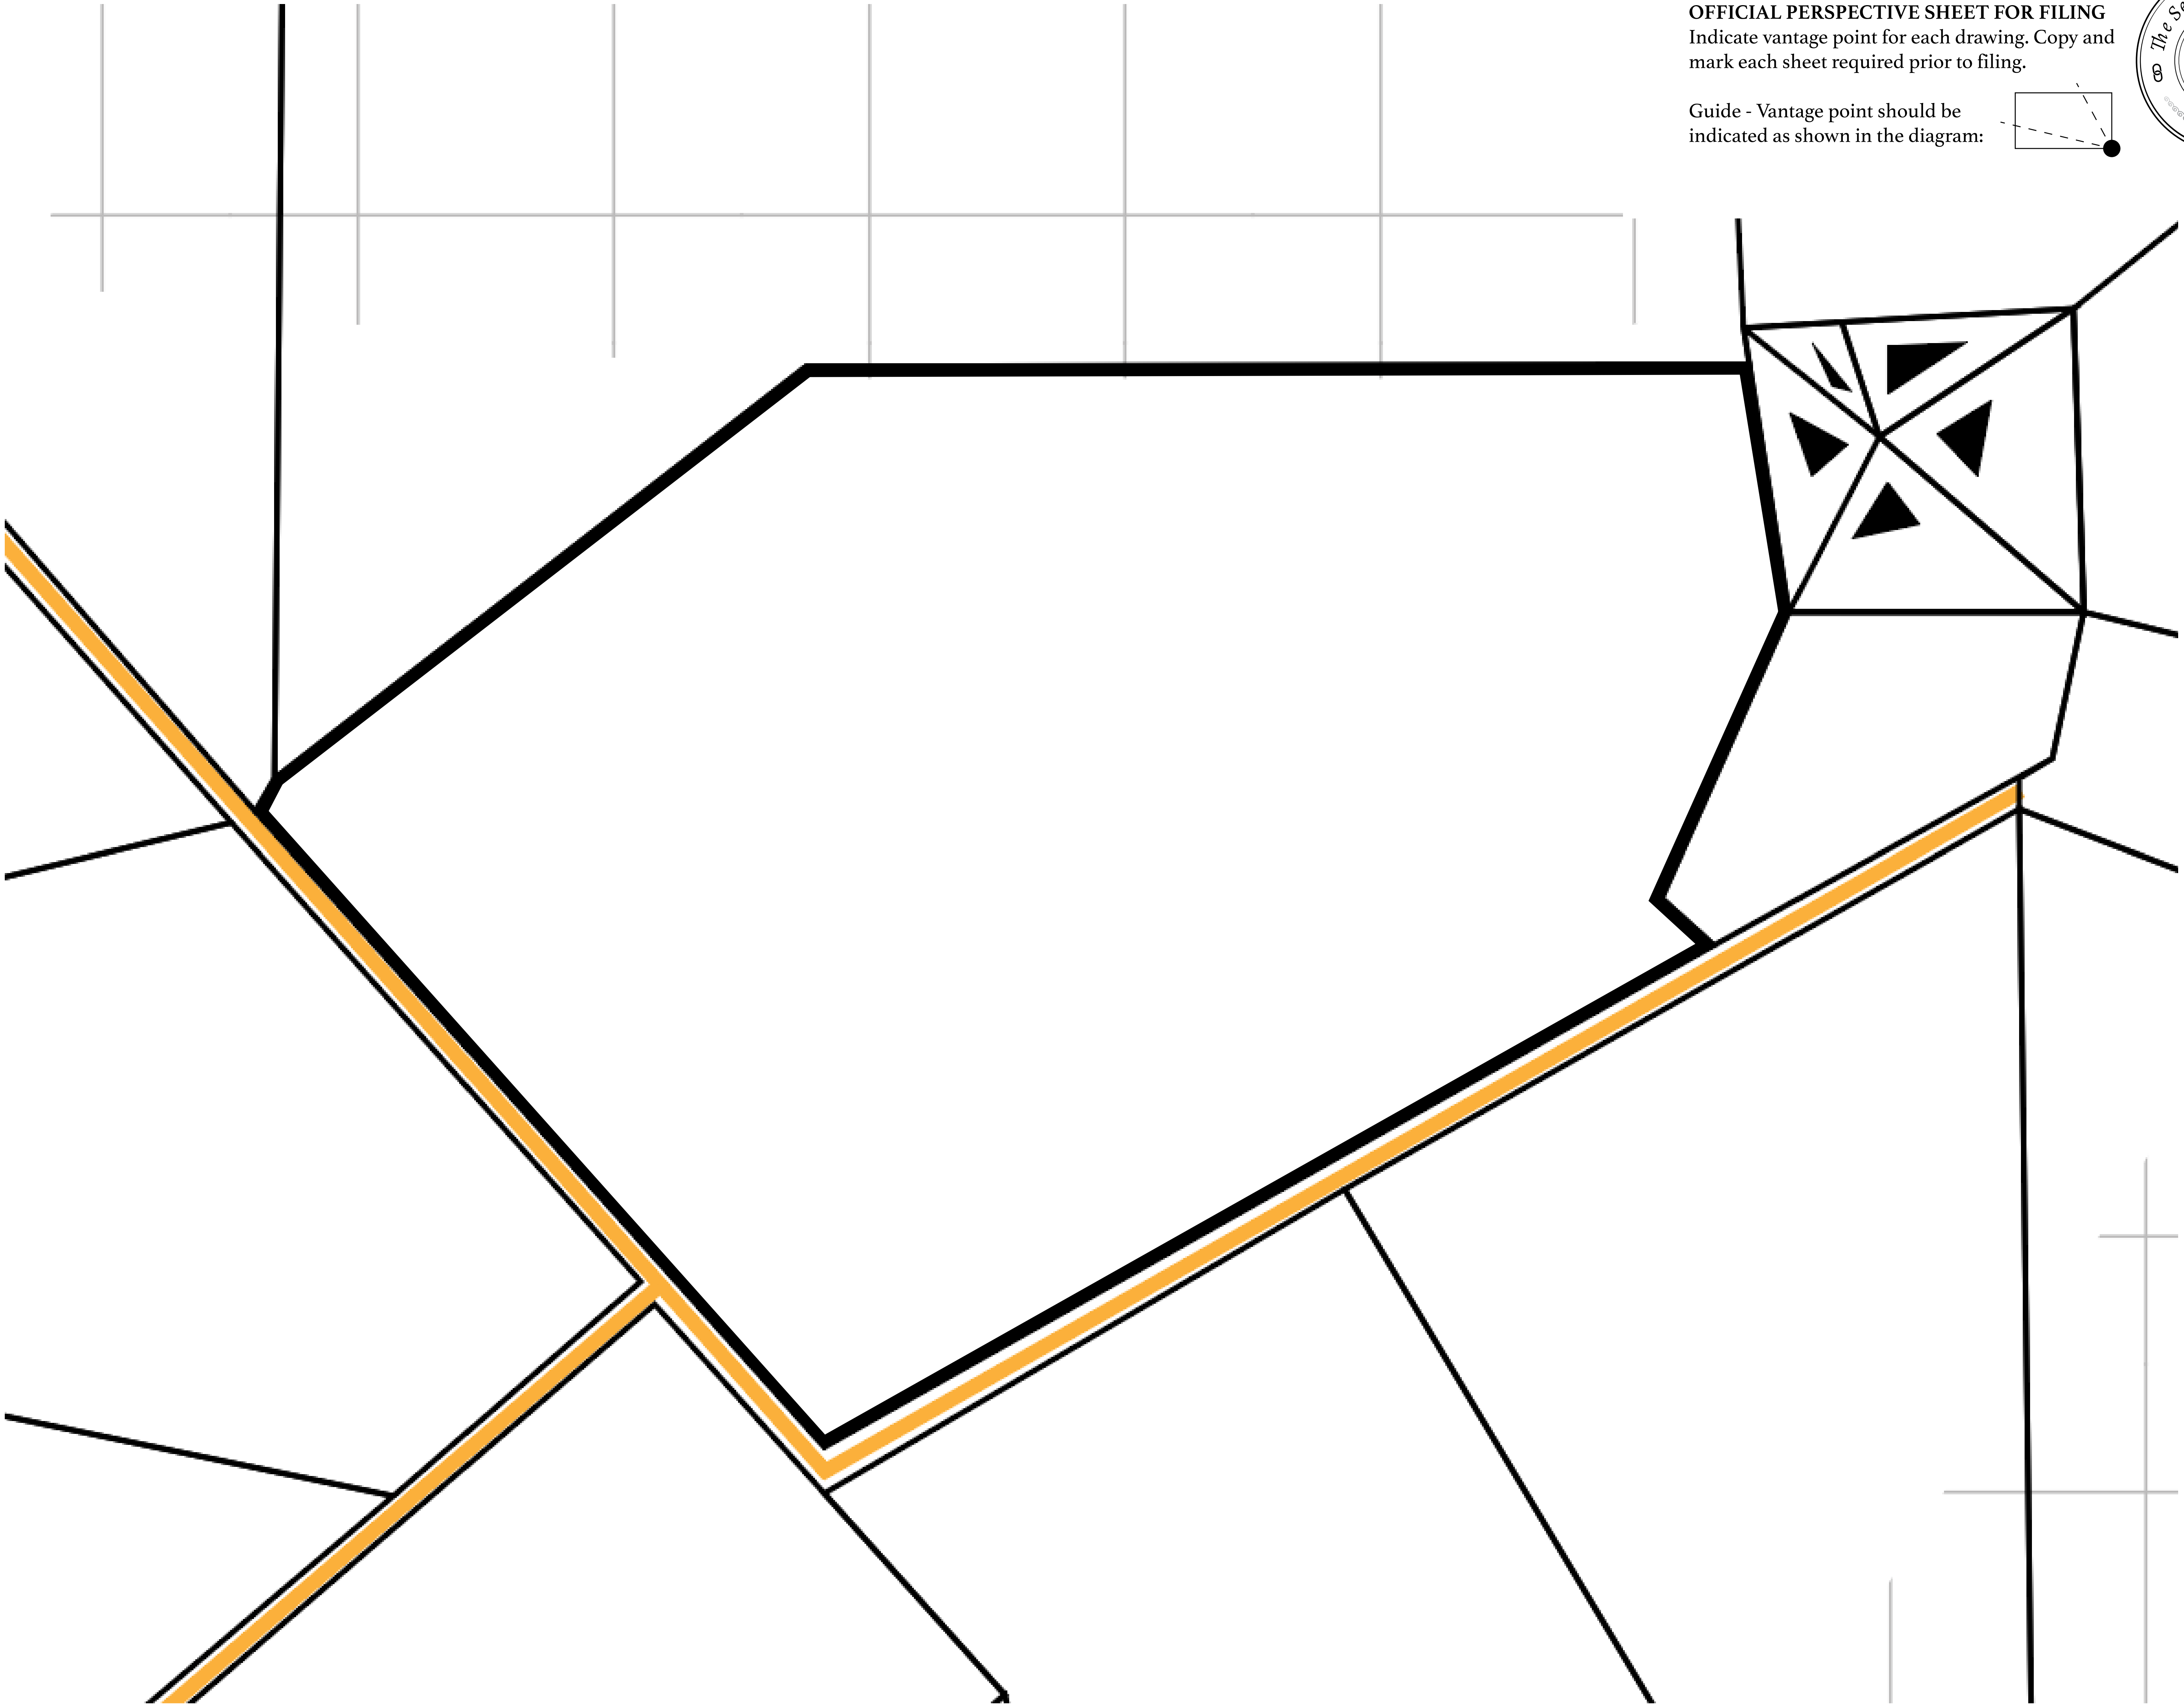 OFFICIAL PERSPECTIVE SHEET FOR FILING
Indicate vantage point for each drawing. Copy and
mark each sheet required prior to filing.
Guide - Vantage point should be
indicated as shown in the diagram:
The